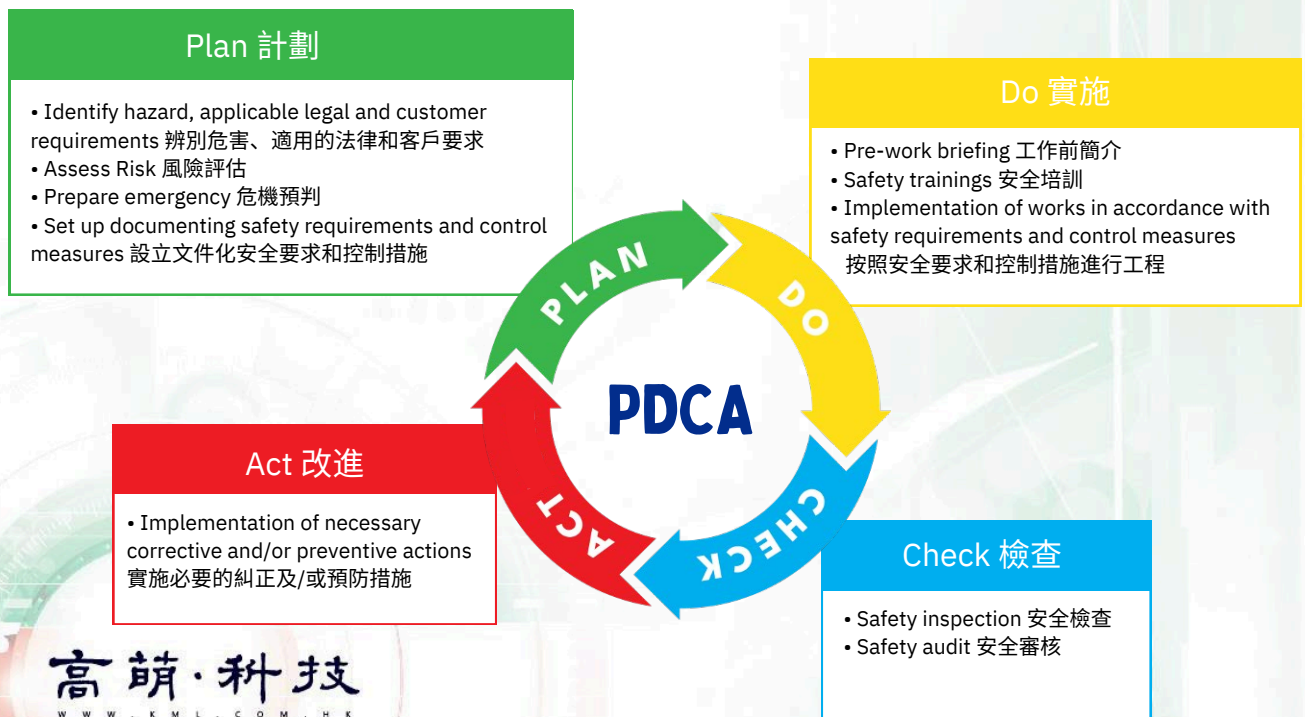 Plan 計劃
• Identify hazard, applicable legal and customer
requirements 辨別危害、適用的法律和客戶要求
• Assess Risk 風險評估
• Prepare emergency 危機預判
• Set up documenting safety requirements and control
measures 設立文件化安全要求和控制措施
Do 實施
• Pre-work briefing 工作前簡介
• Safety trainings 安全培訓
• Implementation of works in accordance with
safety requirements and control measures
按照安全要求和控制措施進行工程
PLAN
DO
PDCA
CHECK
ACT
Act 改進
• Implementation of necessary
corrective and/or preventive actions
實施必要的糾正及/或預防措施
Check 檢查
• Safety inspection 安全檢查
• Safety audit 安全審核
高萌·科技
WWW.KML.COM.HK